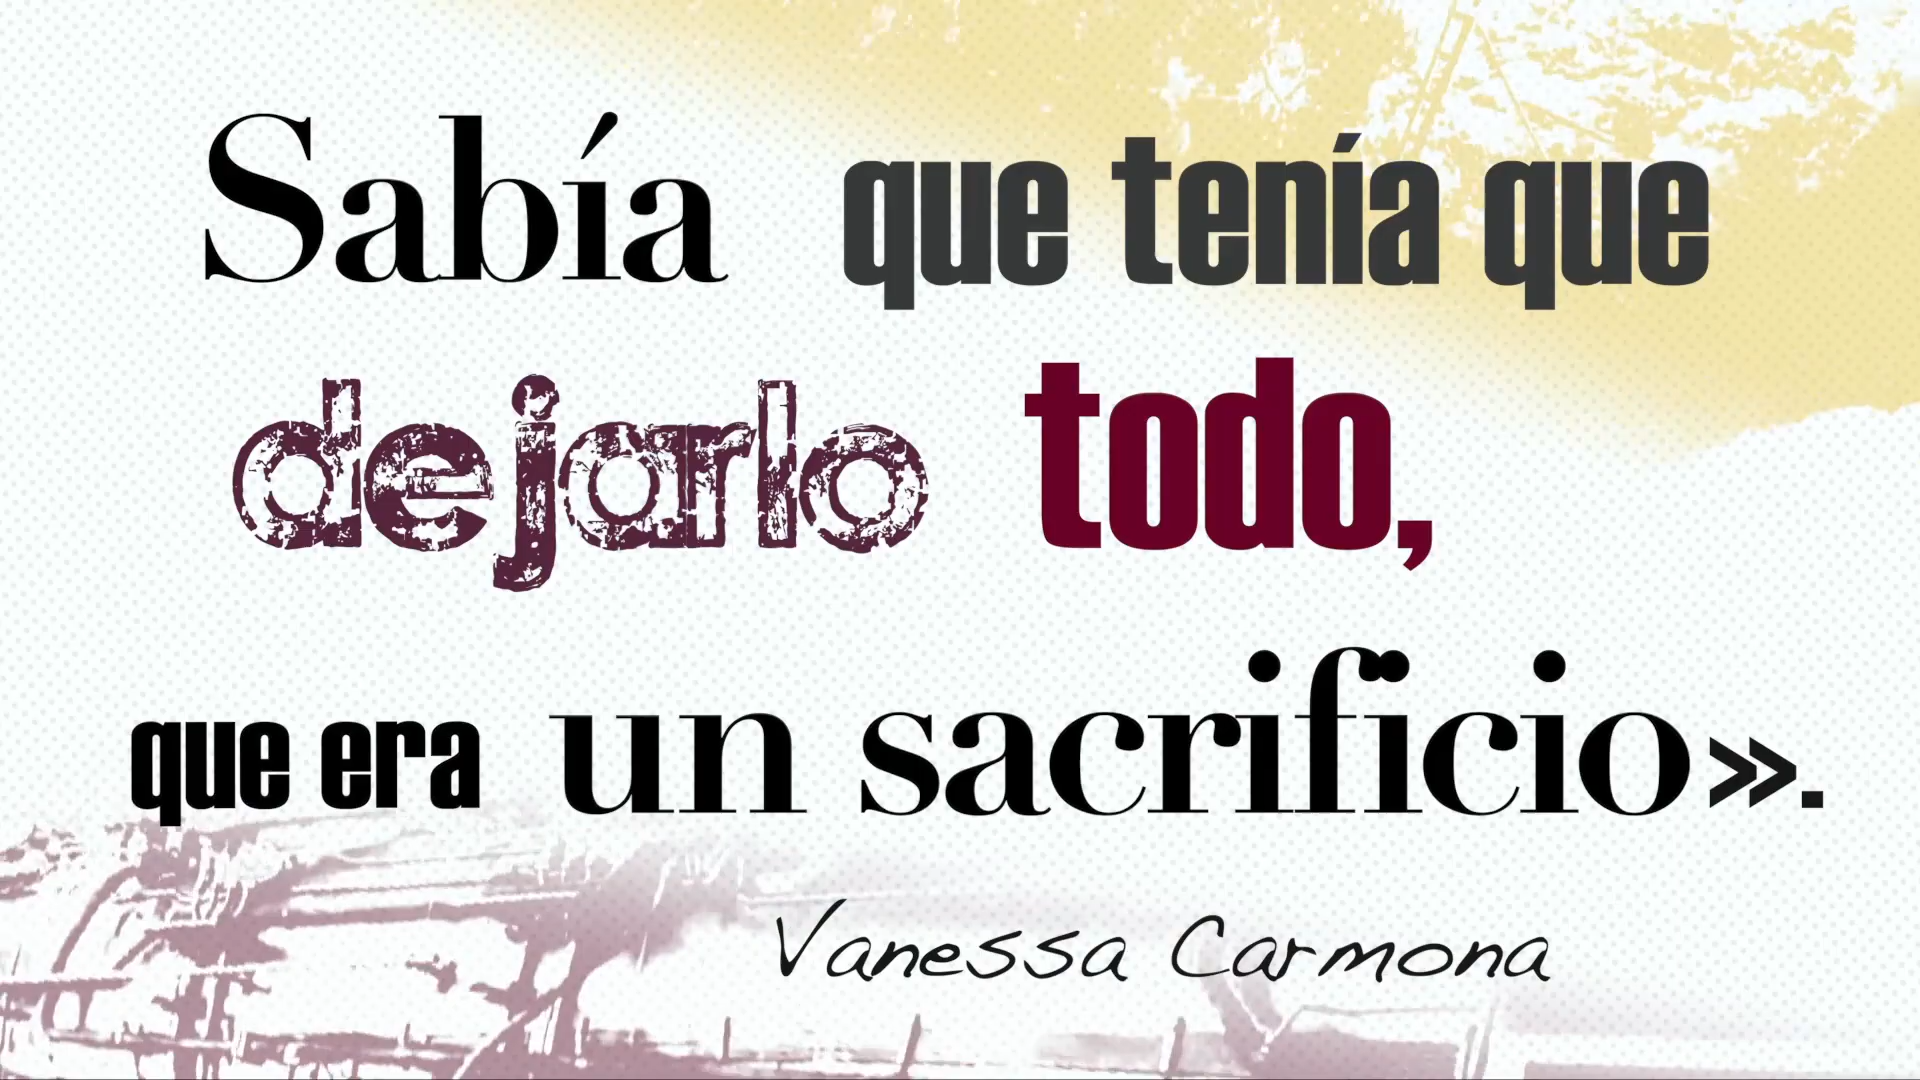 Sabía que tenía que
dejarlo todo,
que era un sacrificio».
Vanessa Carmona